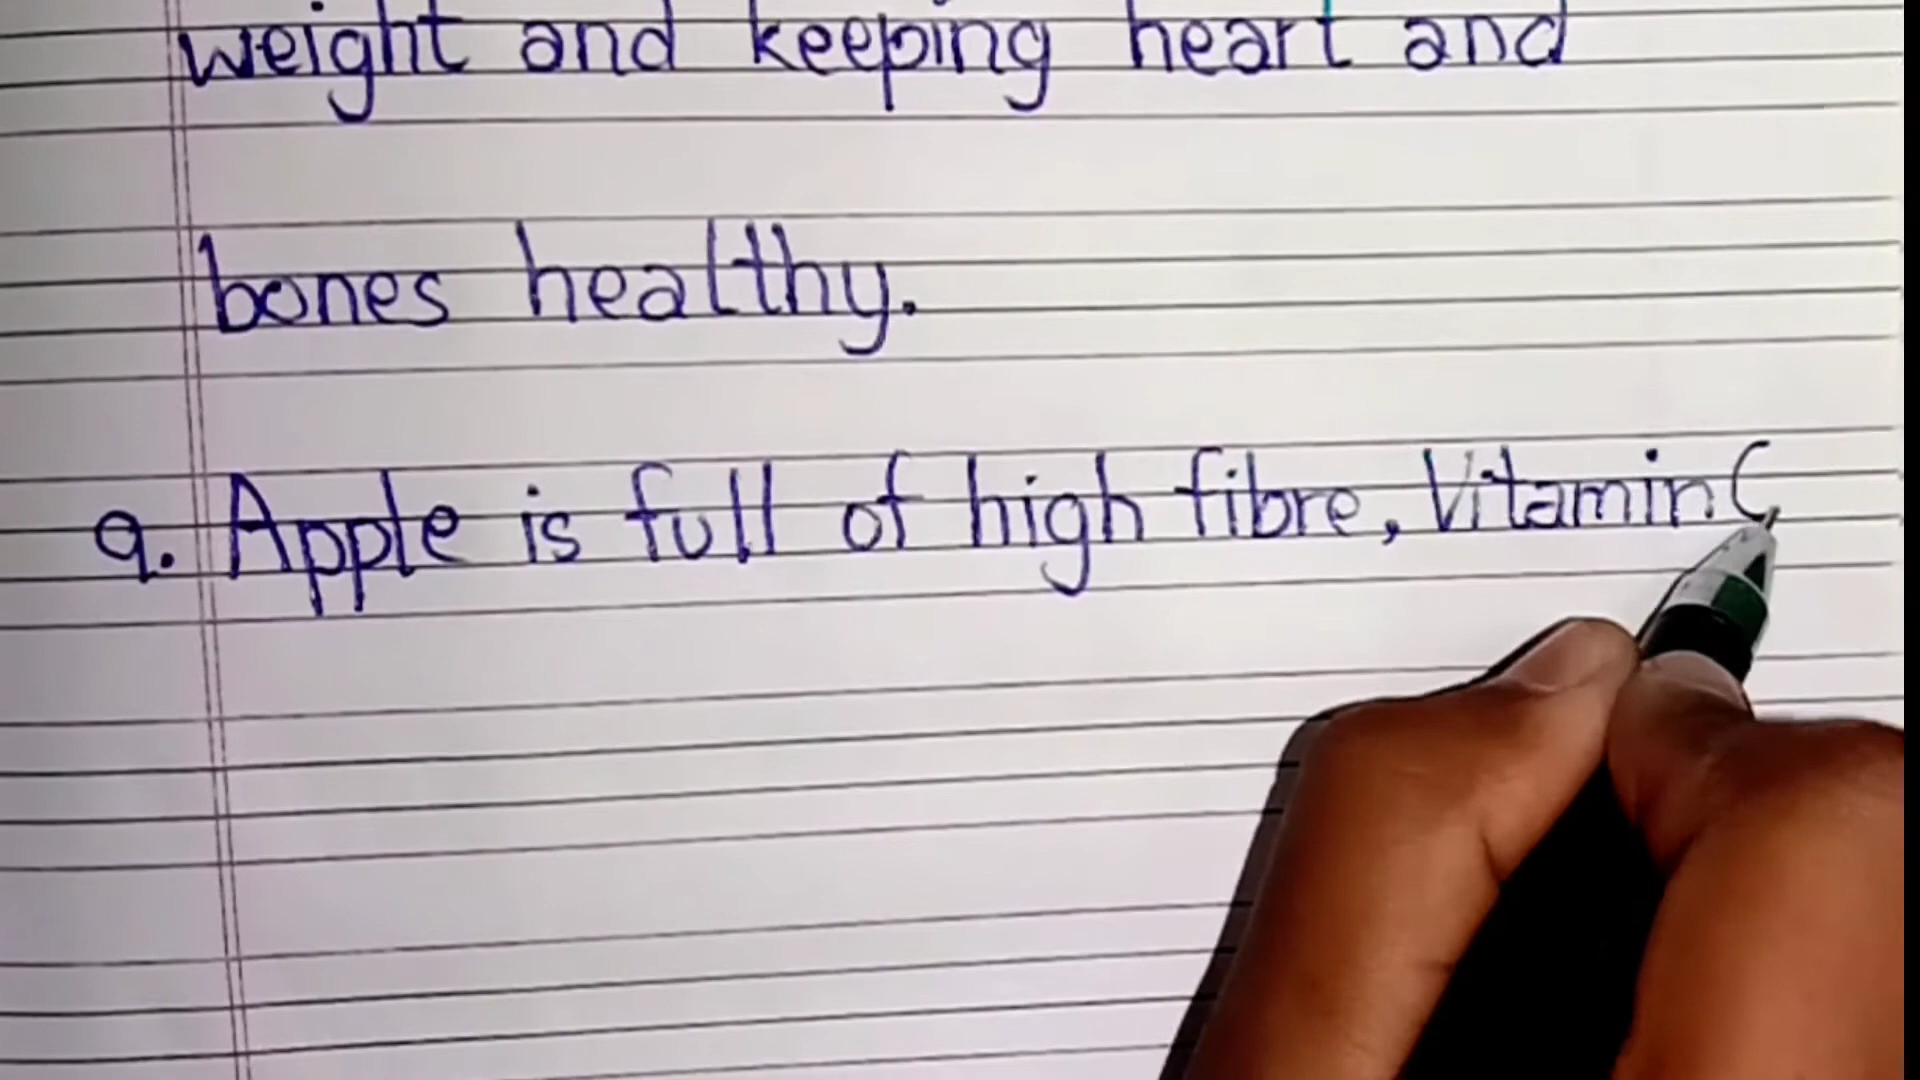 weight and keeping heart and
bones healthy.
9. Apple is full of high fibre, Vitamin C,